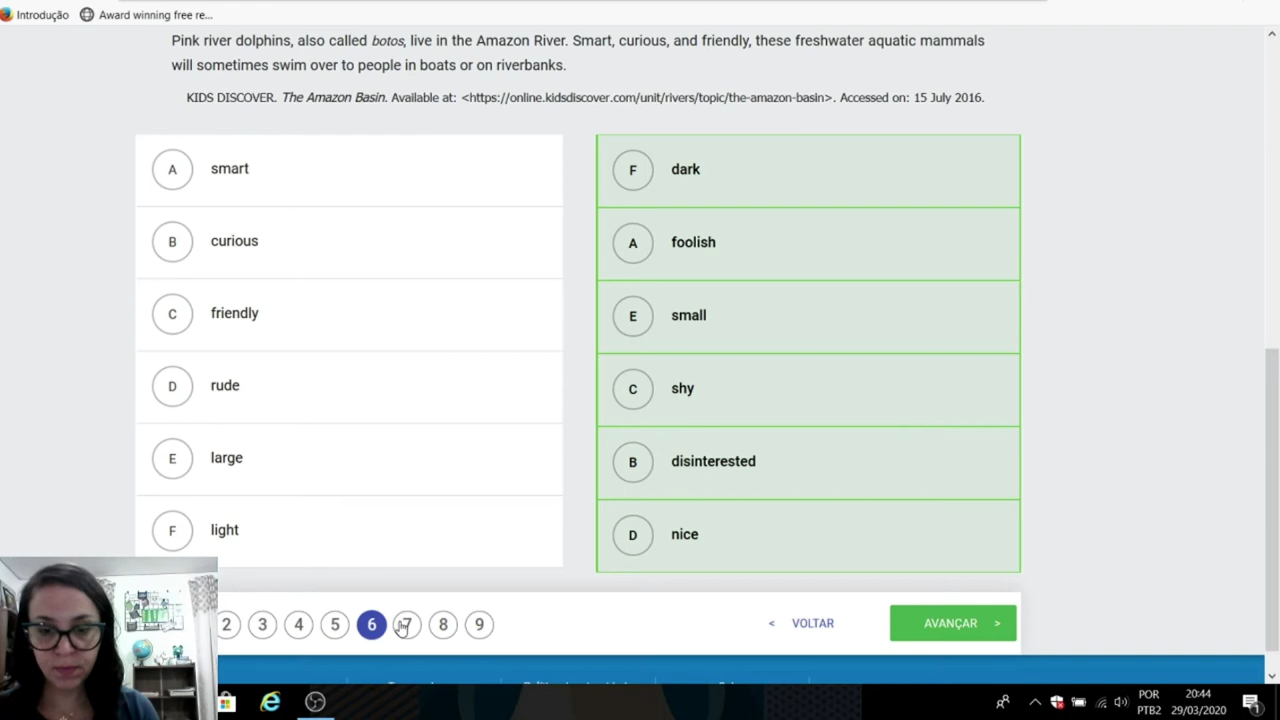 Introdução Award winning free re...
Pink river dolphins, also called botos, live in the Amazon River. Smart, curious, and friendly, these freshwater aquatic mammals
will sometimes swim over to people in boats or on riverbanks.
KIDS DISCOVER. The Amazon Basin. Available at: <https://online.kidsdiscover.com/unit/rivers/topic/the-amazon-basin>. Accessed on: 15 July 2016.
A smart
B curious
C friendly
D rude
E large
F light
F dark
A foolish
E small
C shy
B disinterested
D nice
2 3 4 5 6 7 8 9
< VOLTAR
AVANÇAR >
POR
PTB2
20:44
29/03/2020
1